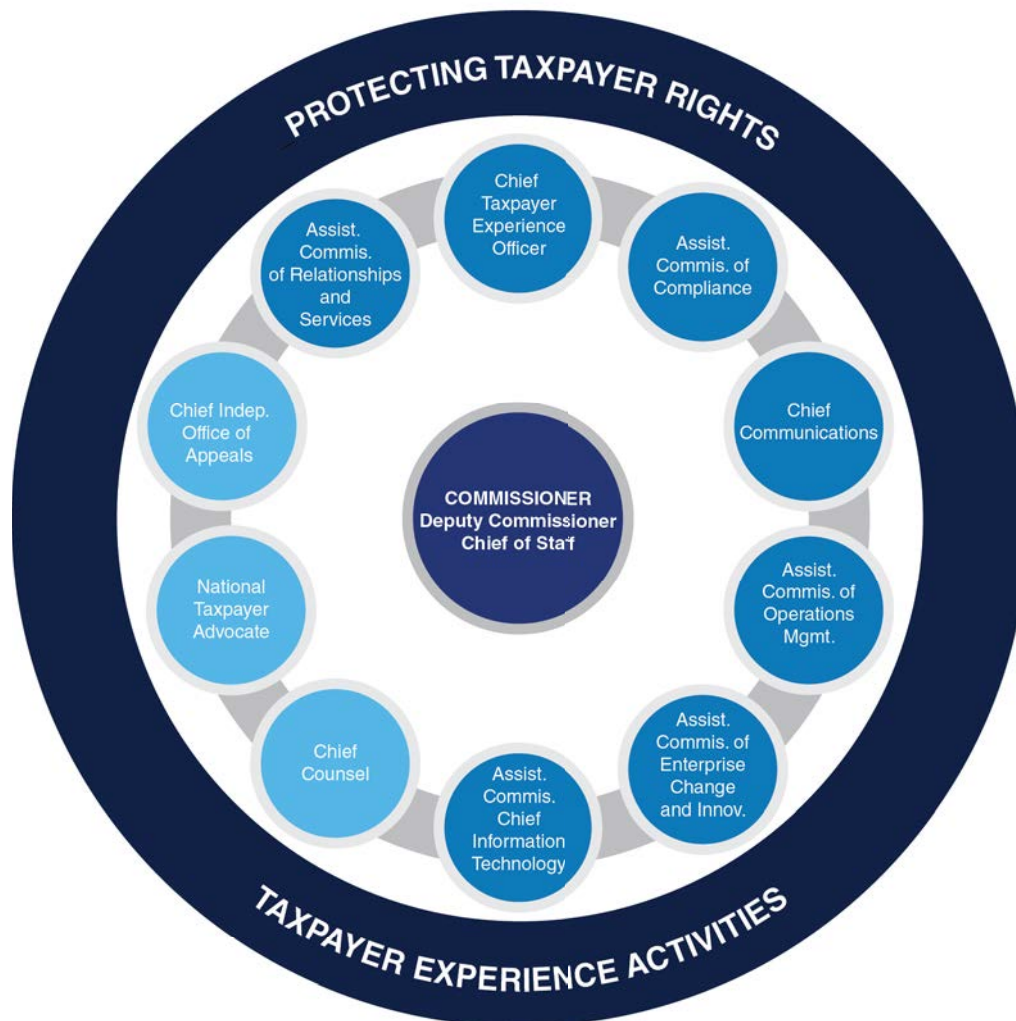 PROTECTING TAXPAYER RIGHTS
Chief
Taxpayer
Experience
Officer
Assist.
Commis. of
Compliance
Chief
Communications
Assist.
Commis. of
Operations
Mgmt.
Assist.
Commis. of
Enterprise
Change
and Innov.
Assist.
Commis.
Chief
Information
Technology
Chief
Counsel
National
Taxpayer
Advocate
Chief Indep.
Office of
Appeals
Assist.
Commis.
of Relationships
and
Services
COMMISSIONER
Deputy Commissioner
Chief of Staff
TAXPAYER EXPERIENCE ACTIVITIES